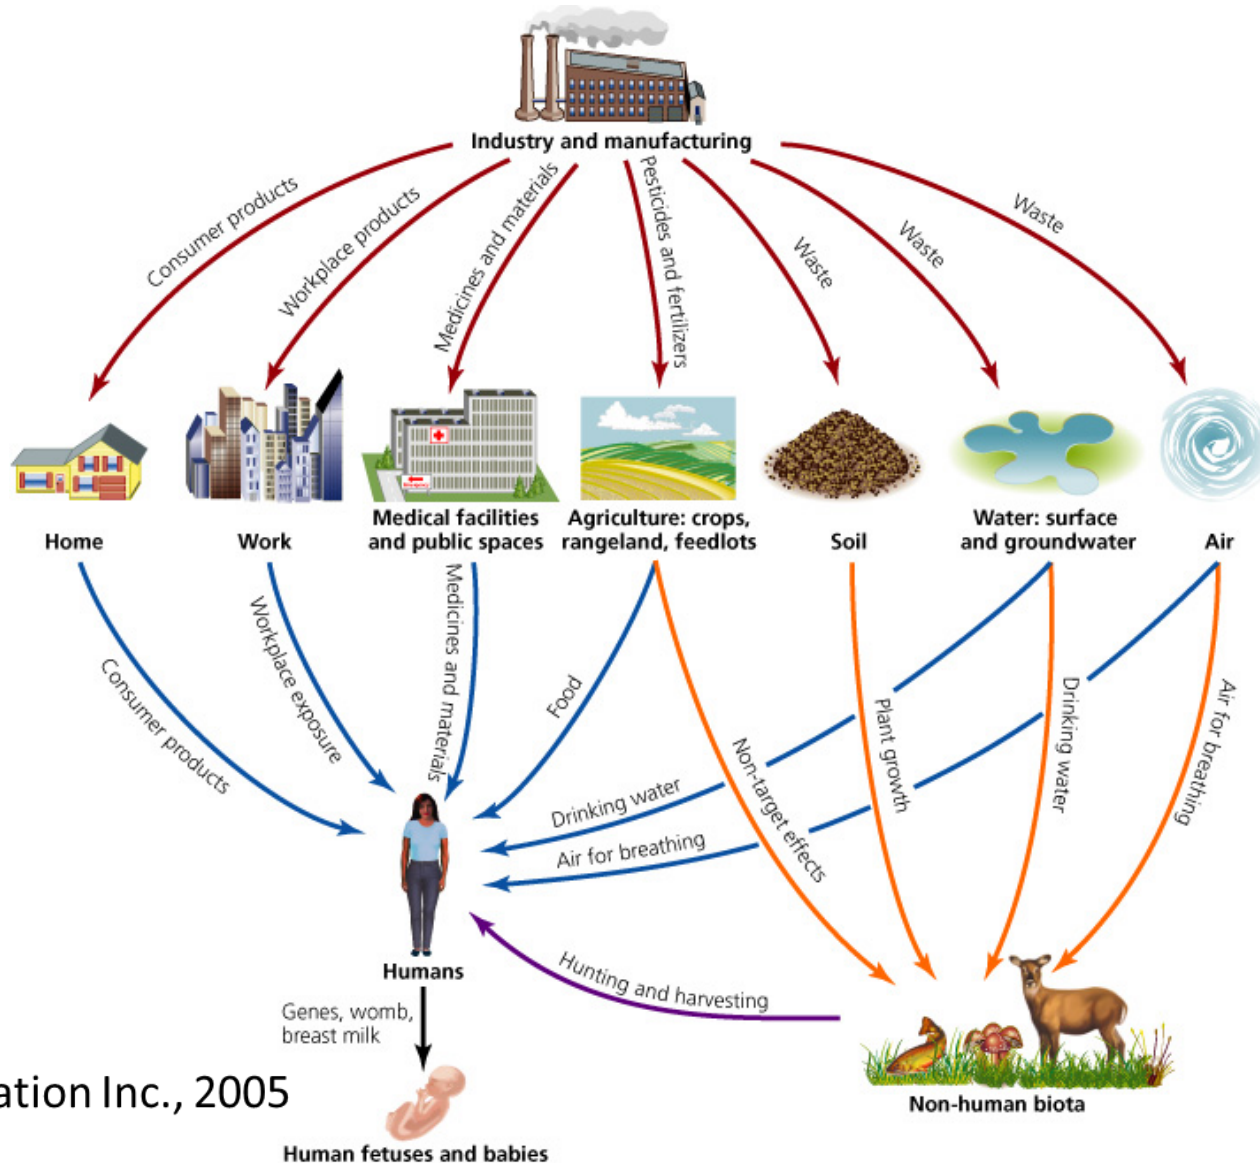 Industry and manufacturing
Consumer products
Workplace products
Medicines and materials
Pesticides and fertilizers
Waste
Waste
Waste
Home
Work
Medical facilities
and public spaces
Agriculture: crops,
rangeland, feedlots
Soil
Water: surface
and groundwater
Air
Consumer products
Workplace exposure
Medicines and materials
Food
Non-target effects
Plant growth
Drinking water
Air for breathing
Drinking water
Air for breathing
Humans
Hunting and harvesting
Genes, womb,
breast milk
ation Inc., 2005
Non-human biota
Human fetuses and babies